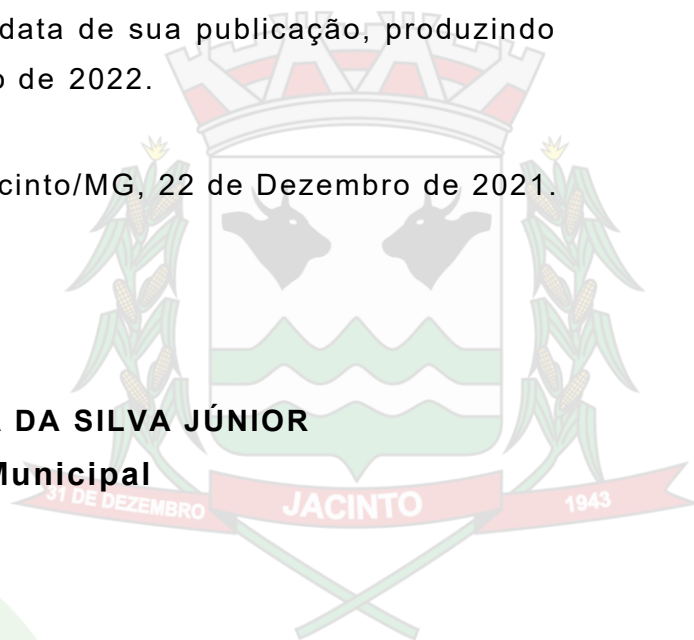 data de sua publicação, produzindo
o de 2022.
cinto/MG, 22 de Dezembro de 2021.
DA SILVA JÚNIOR
Municipal
31 DE DEZEMBRO
JACINTO
1943